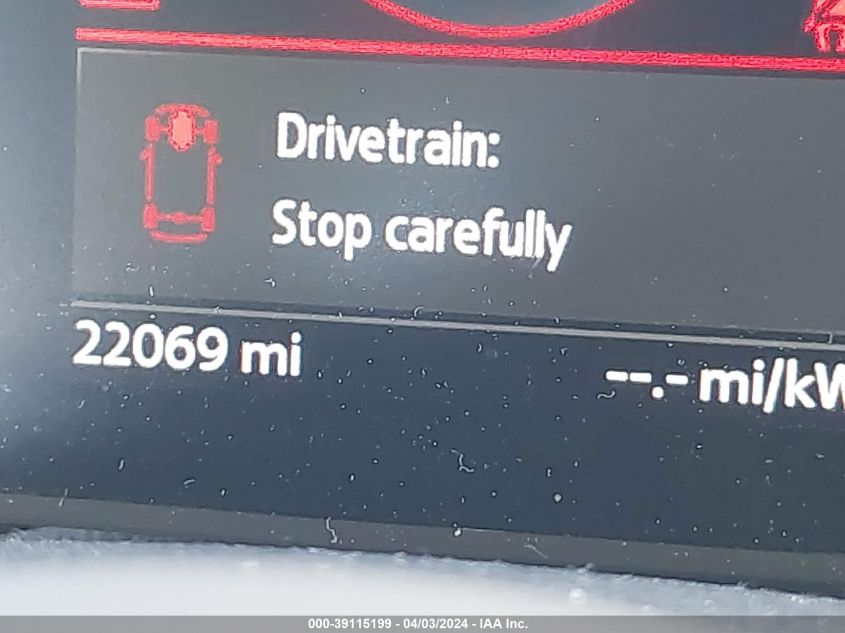 Drivetrain:
Stop carefully
22069 mi
--.- mi/kW
000-39115199 - 04/03/2024 - IAA Inc.